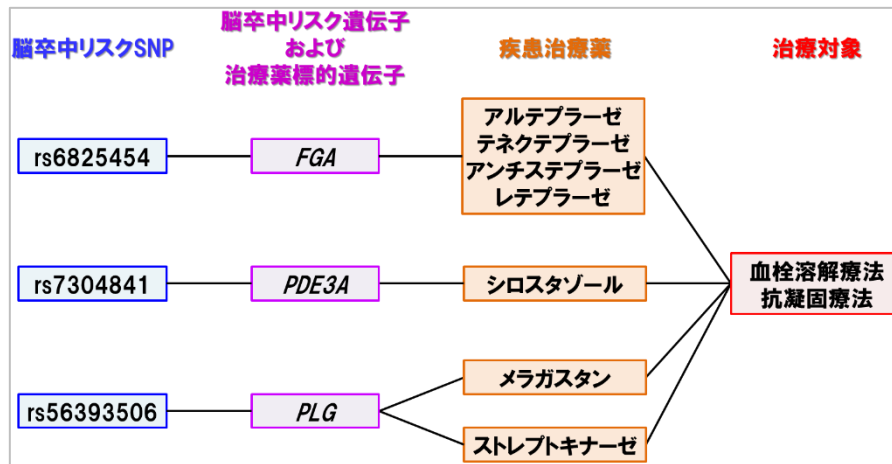 脳卒中リスクSNP
脳卒中リスク遺伝子
および
治療薬標的遺伝子
疾患治療薬
治療対象
rs6825454
FGA
アルテプラーゼ
テネクテプラーゼ
アンチステプラーゼ
レテプラーゼ
rs7304841
PDE3A
シロスタゾール
血栓溶解療法
抗凝固療法
rs56393506
PLG
メラガスタン
ストレプトキナーゼ